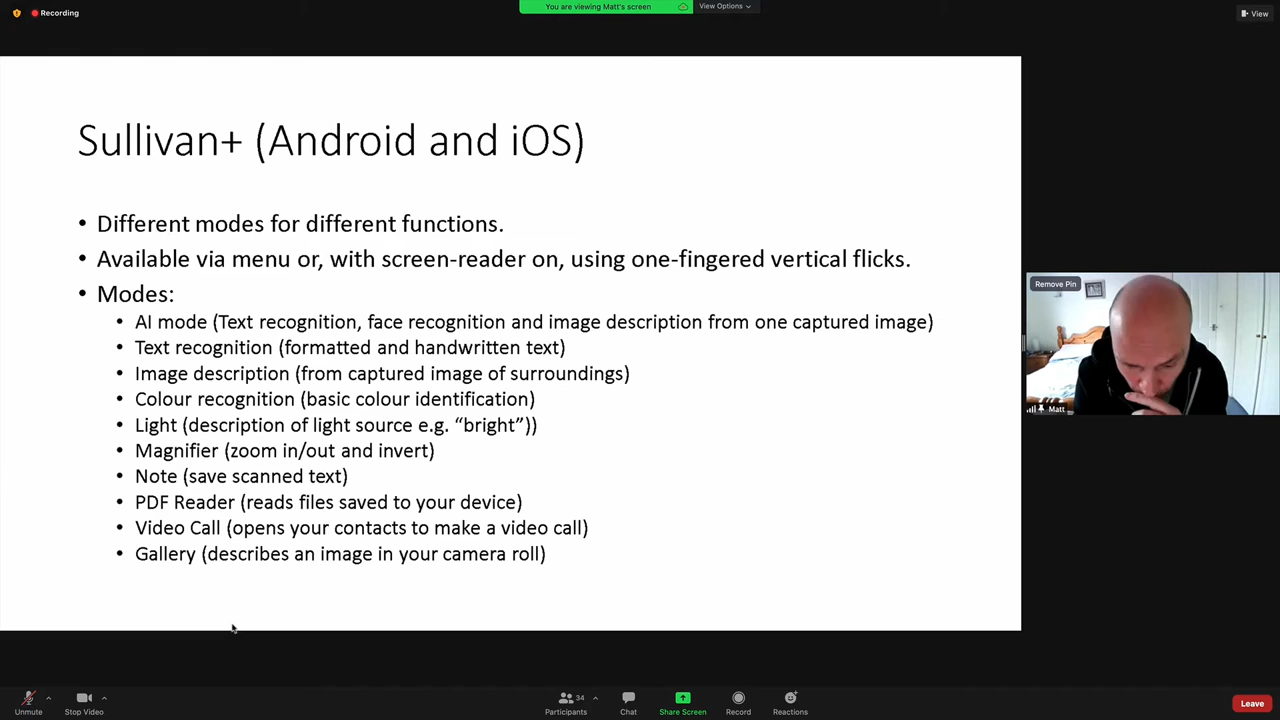 Recording
You are viewing Matt's screen
View Options
View
Sullivan+ (Android and iOS)
• Different modes for different functions.
• Available via menu or, with screen-reader on, using one-fingered vertical flicks.
• Modes:
• AI mode (Text recognition, face recognition and image description from one captured image)
• Text recognition (formatted and handwritten text)
• Image description (from captured image of surroundings)
• Colour recognition (basic colour identification)
• Light (description of light source e.g. “bright”))
• Magnifier (zoom in/out and invert)
• Note (save scanned text)
• PDF Reader (reads files saved to your device)
• Video Call (opens your contacts to make a video call)
• Gallery (describes an image in your camera roll)
Remove Pin
Matt
Unmute
Stop Video
34
Participants
Chat
Share Screen
Record
Reactions
Leave